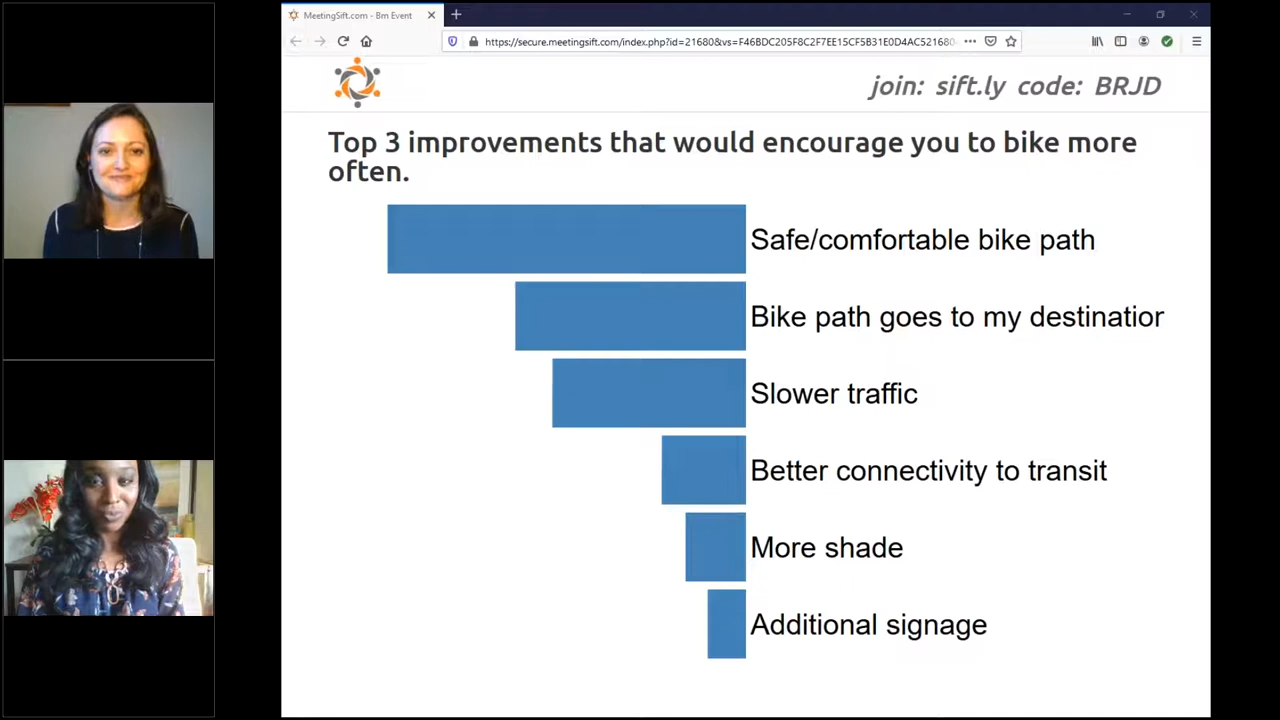 MeetingSift.com - Bm Event
https://secure.meetingsift.com/index.php?id=21680&vs=F46BDC205F8C2F7EE15CF5B31E0D4AC521680
join: sift.ly code: BRJD
Top 3 improvements that would encourage you to bike more
often.
Safe/comfortable bike path
Bike path goes to my destinatior
Slower traffic
Better connectivity to transit
More shade
Additional signage